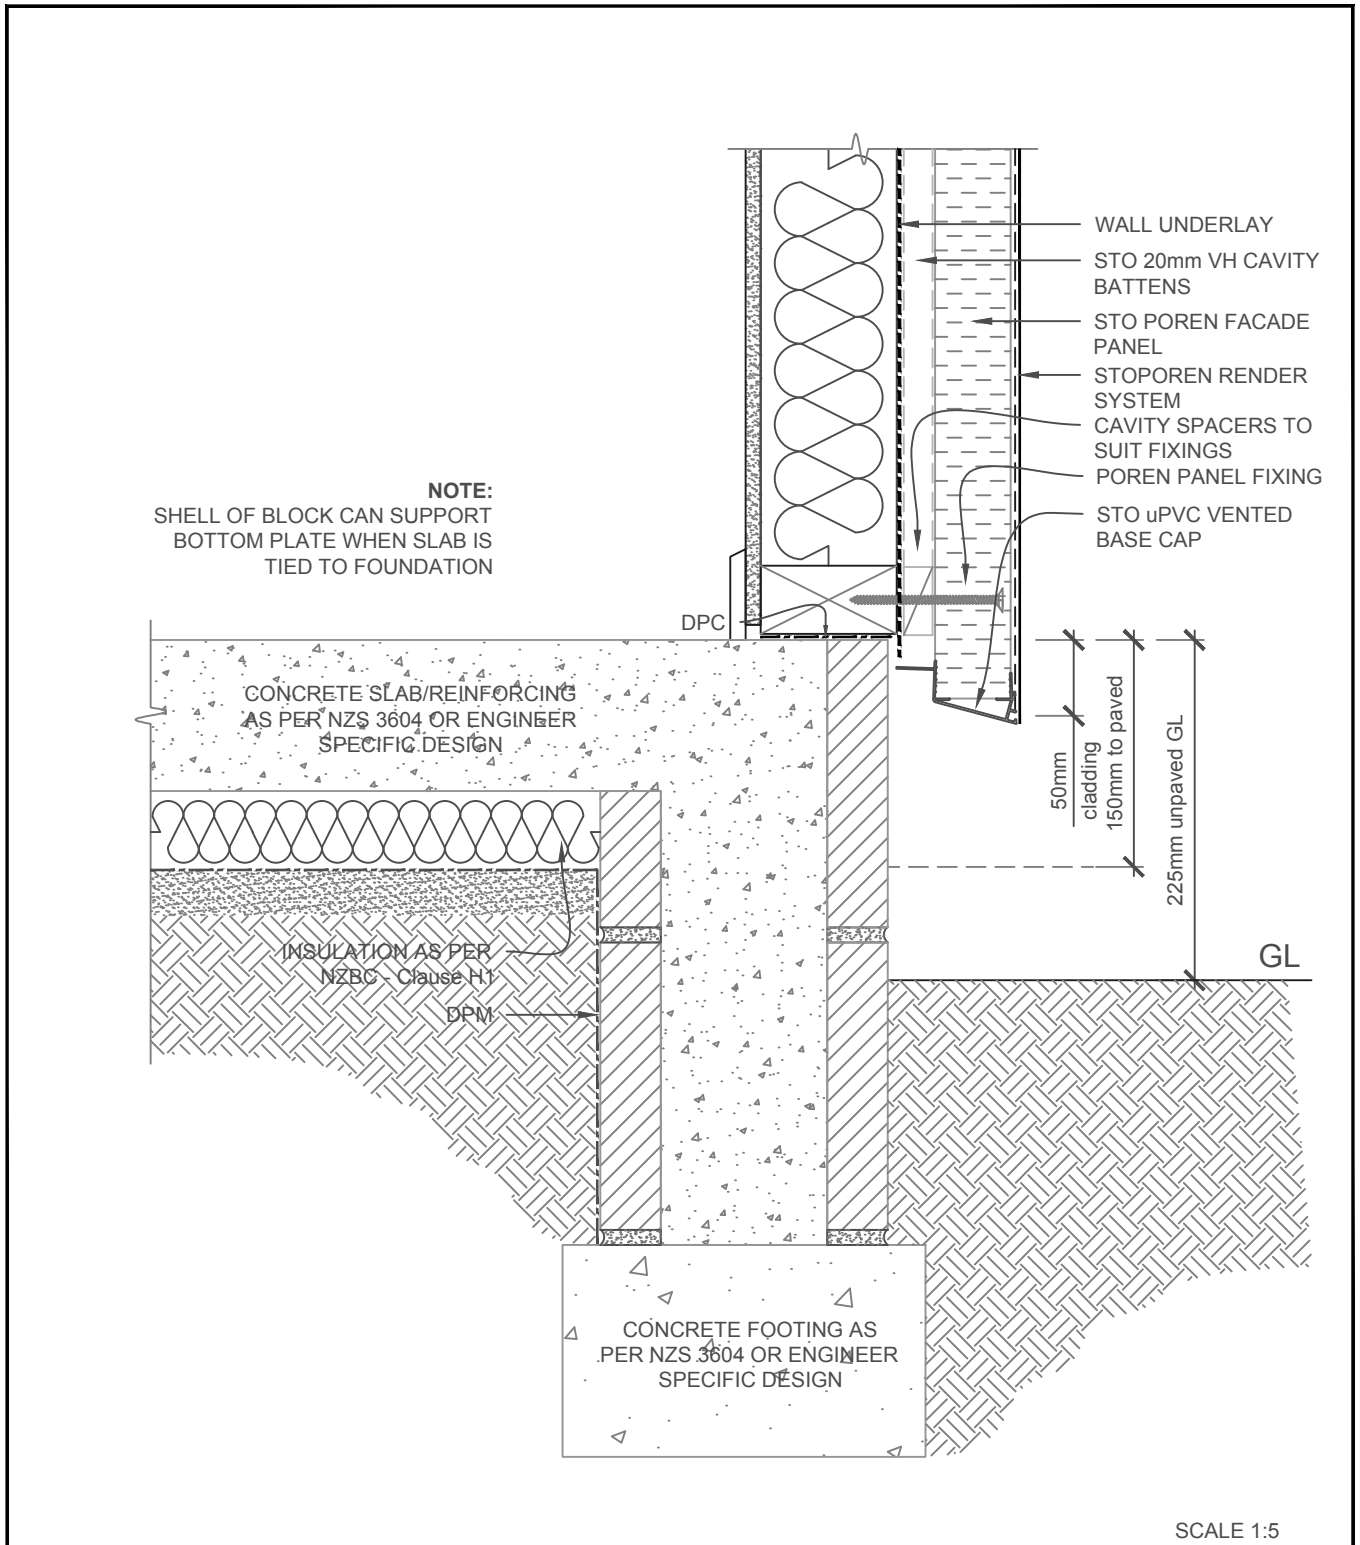 WALL UNDERLAY
STO 20mm VH CAVITY
BATTENS
STO POREN FACADE
PANEL
STOPOREN RENDER
SYSTEM
CAVITY SPACERS TO
SUIT FIXINGS
POREN PANEL FIXING
STO uPVC VENTED
BASE CAP
NOTE:
SHELL OF BLOCK CAN SUPPORT
BOTTOM PLATE WHEN SLAB IS
TIED TO FOUNDATION
DPC
CONCRETE SLAB/REINFORCING
AS PER NZS 3604 OR ENGINEER
SPECIFIC DESIGN
50mm
cladding
150mm to paved
225mm unpaved GL
GL
INSULATION AS PER
NZBC - Clause H1
DPM
CONCRETE FOOTING AS
PER NZS 3604 OR ENGINEER
SPECIFIC DESIGN
SCALE 1:5